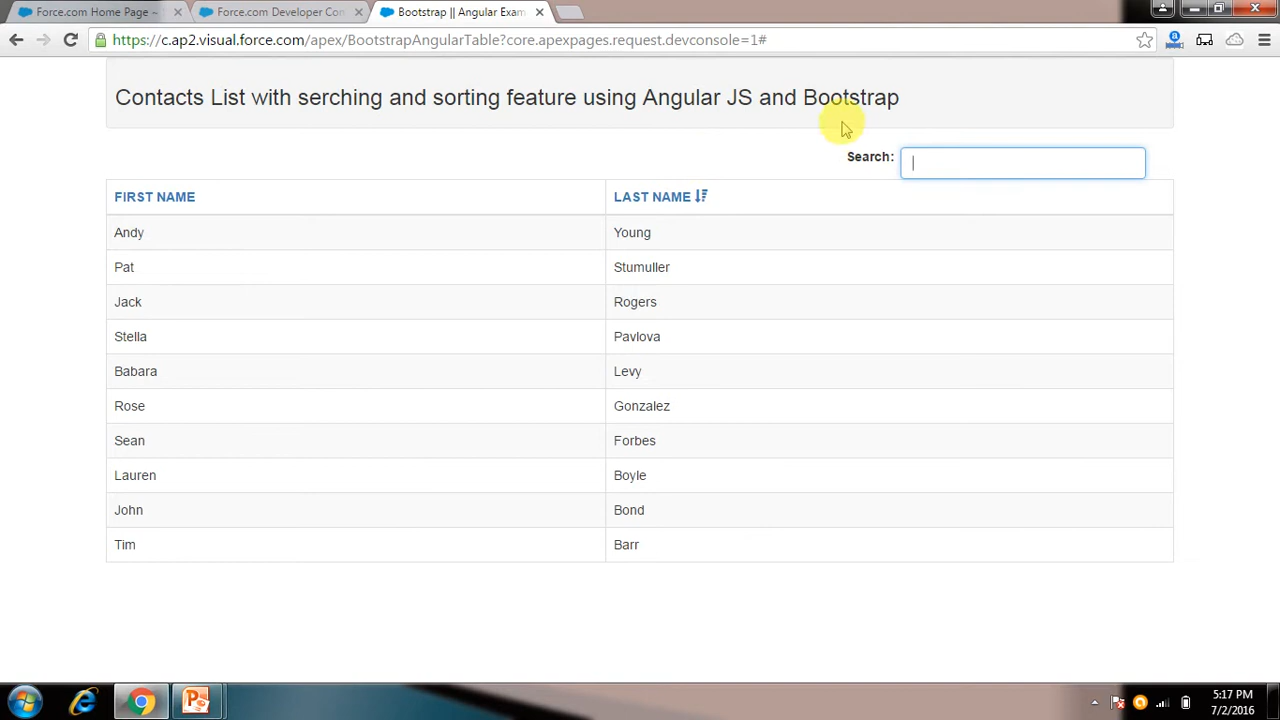 Force.com Home Page ~
Force.com Developer Con
Bootstrap || Angular Exam
https://c.ap2.visual.force.com/apex/BootstrapAngularTable?core.apexpages.request.devconsole=1#
Contacts List with serching and sorting feature using Angular JS and Bootstrap
Search:
FIRST NAME LAST NAME
Andy Young
Pat Stumuller
Jack Rogers
Stella Pavlova
Babara Levy
Rose Gonzalez
Sean Forbes
Lauren Boyle
John Bond
Tim Barr
5:17 PM
7/2/2016